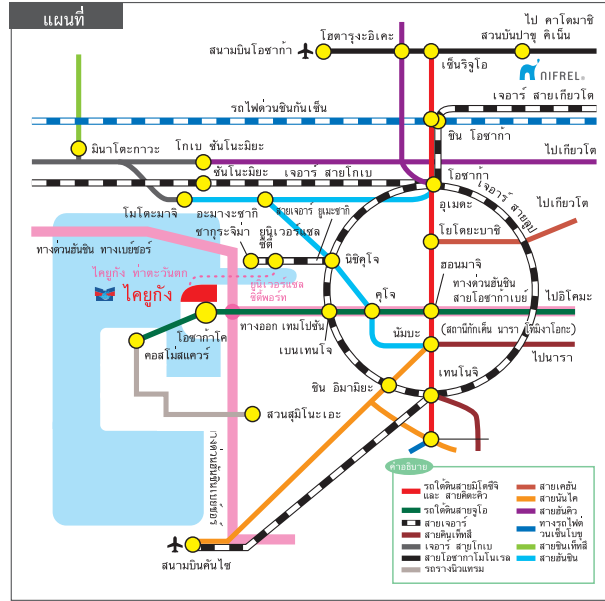 แผนที่
ไป คาโดมาชิ
สวนบันปาขุ คิเน็น
โฮตารุงะอิเคะ
สนามบินโอซาก้า
เซ็นริจูโอ
NIFREL
เจอาร์ สายเกียวโต
รถไฟด่วนชินกันเซ็น
ชิน โอซาก้า
มินาโตะกาวะ
โกเบ ซันโนะมิยะ
ไปเกียวโต
ซันโนะมิยะ
เจอาร์ สายโกเบ
โอซาก้า
อุเมดะ
เจอาร์ สายลูป
โมโตะมาจิ
อะมางะซากิ
สายเจอาร์ ยูเมะซากิ
ไปเกียวโต
ซากุระจิม่า
ยูนิเวอร์แซล
ซิตี้
โยโดยะบาชิ
ทางด่วนฮันชิน ทางเบย์ชอร์
นิชิคุโจ
ฮอนมาจิ
ไคยูกัง ท่าตะวันตก
ทางด่วนฮันชิน
สายโอซาก้าเบย์
ยูนิเวอร์แซล
ซิตี้พอร์ท
ไคยูกัง
คุโจ
ไปอิโคมะ
โอซาก้าโค
ทางออก เทมโปซัน
เบนเทนโจ
นัมบะ
(สถานีกักเค็น นารา โทมิงาโอกะ)
คอสโม่สแควร์
ไปนารา
เทนโนจิ
ชิน อิมามิยะ
สวนสุมิโนะเอะ
ทางด่วนฮันชินเบย์ชอร์
สนามบินคันไซ
คำอธิบาย
รถใต้ดินสายมิโดซีจิ
และ สายคิตะคิว
รถใต้ดินสายจูโอ
สายเจอาร์
สายคินเท็ทสึ
เจอาร์ สายโกเบ
สายโอซาก้าโมโนเรล
รถรางนิวแทรม
สายเคฮัน
สายนันไค
สายฮันคิว
ทางรถไฟด่
วนเซ็นโบขุ
สายชินเท็ทสึ
สายฮันชิน